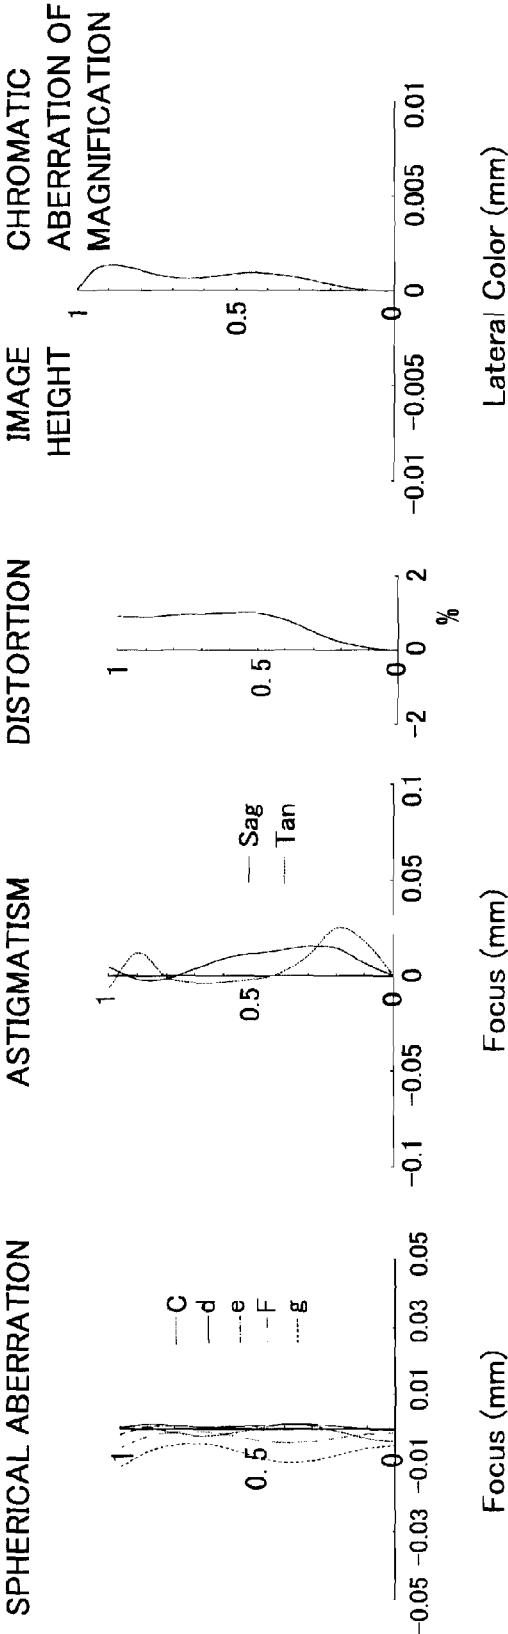 SPHERICAL ABERRATION
1
0.5
0
C
d
e
F
g
-0.05 -0.03 -0.01 0.01 0.03 0.05
Focus (mm)
ASTIGMATISM
1
0.5
0
Sag
Tan
-0.1 -0.05 0 0.05 0.1
Focus (mm)
DISTORTION
1
0.5
0
-2 0 2
%
IMAGE
HEIGHT
CHROMATIC
ABERRATION OF
MAGNIFICATION
1
0.5
0
-0.01 -0.005 0 0.005 0.01
Lateral Color (mm)